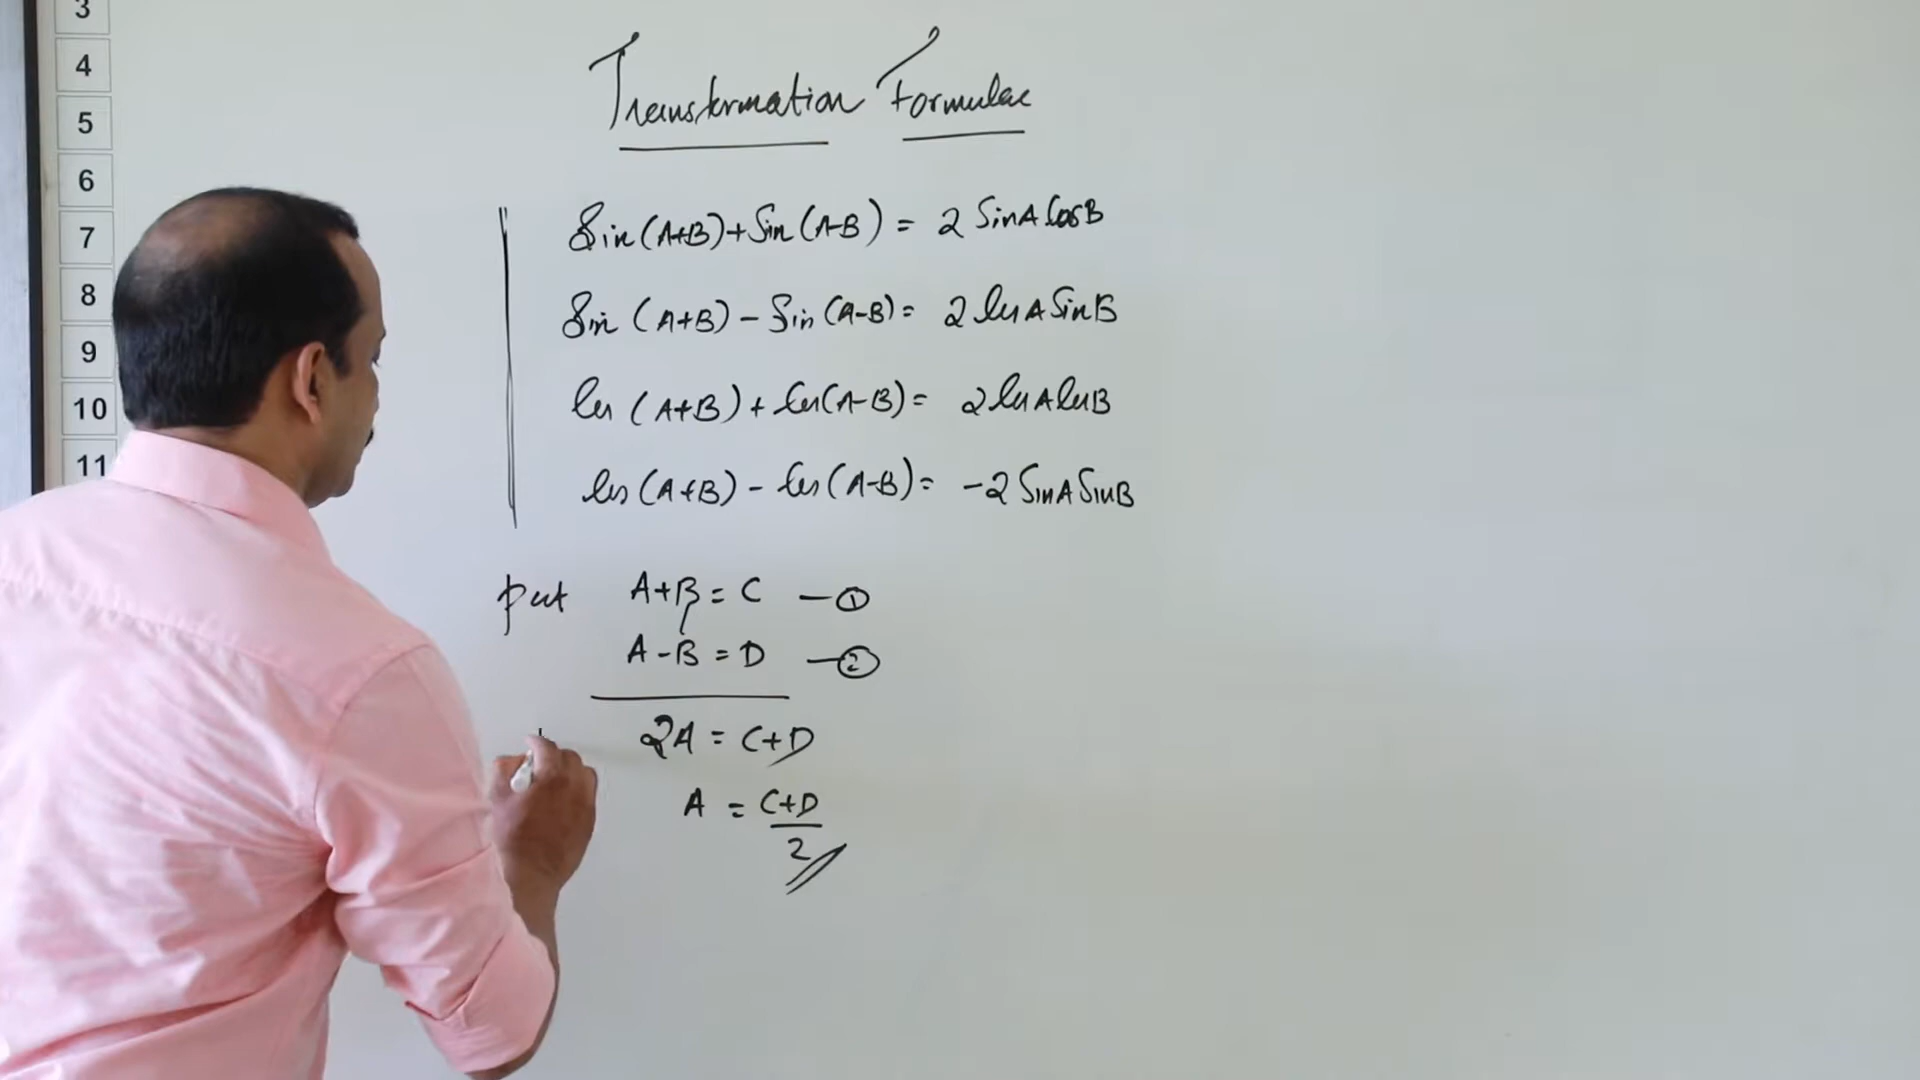 3
4
5
6
7
8
9
10
11
Transformation Formulae
Sin(A+B)+Sin(A-B) = 2 SinA CosB
Sin (A+B) - Sin (A-B) = 2 CosA SinB
Cos (A+B) + Cos(A-B) = 2 CosA CosB
Cos (A+B) - Cos (A-B) = -2 SinA SinB
put A+B = C —①
A-B = D —②
2A = C+D
A = C+D
2